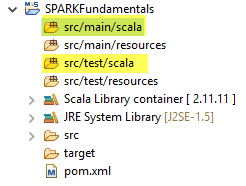 SPARKFundamentals
src/main/scala
src/main/resources
src/test/scala
src/test/resources
Scala Library container [ 2.11.11 ]
JRE System Library [J2SE-1.5]
src
target
pom.xml